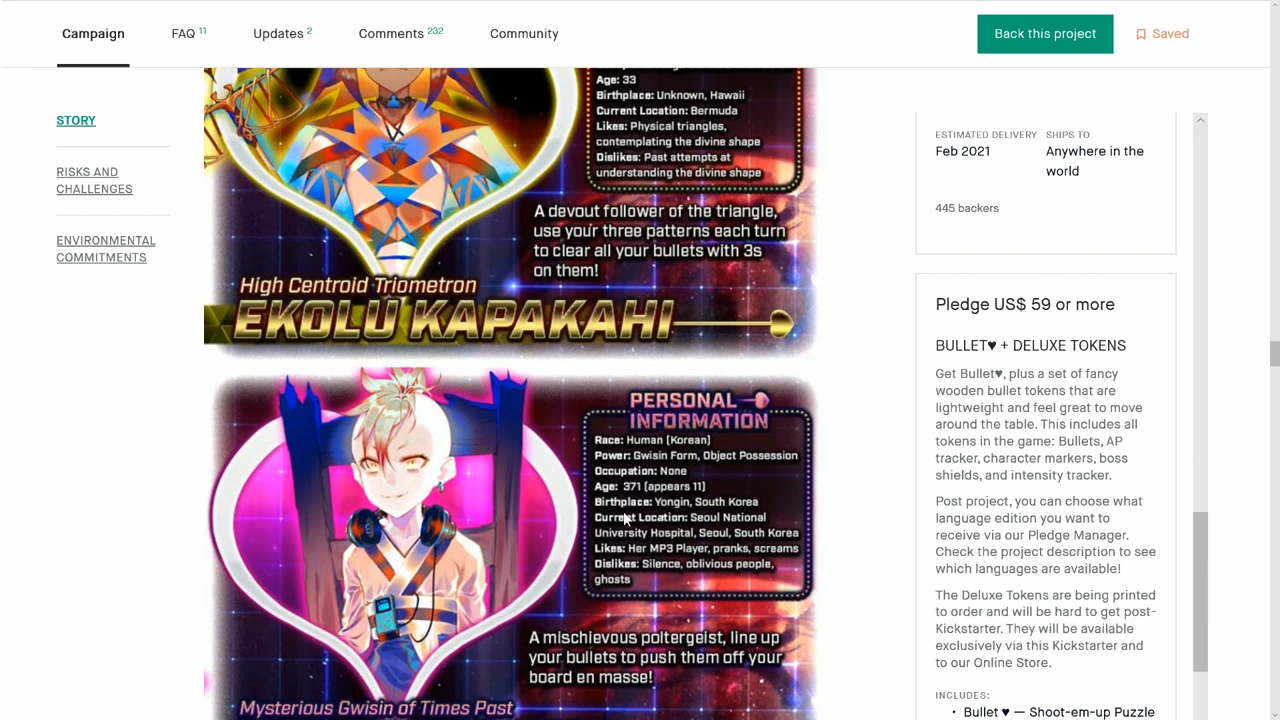 Campaign
FAQ 11
Updates 2
Comments 232
Community
Back this project
Saved
STORY
RISKS AND
CHALLENGES
ENVIRONMENTAL
COMMITMENTS
Age: 33
Birthplace: Unknown, Hawaii
Current Location: Bermuda
Likes: Physical triangles,
contemplating the divine shape
Dislikes: Past attempts at
understanding the divine shape
A devout follower of the triangle,
use your three patterns each turn
to clear all your bullets with 3s
on them!
High Centroid Triometron
EKOLU KAPAKAHI
PERSONAL
INFORMATION
Race: Human (Korean)
Power: Gwisin Form, Object Possession
Occupation: None
Age: 371 (appears 11)
Birthplace: Yongin, South Korea
Current Location: Seoul National
University Hospital, Seoul, South Korea
Likes: Her MP3 Player, pranks, screams
Dislikes: Silence, oblivious people,
ghosts
A mischievous poltergeist, line up
your bullets to push them off your
board en masse!
Mysterious Gwisin of Times Past
ESTIMATED DELIVERY
Feb 2021
SHIPS TO
Anywhere in the
world
445 backers
Pledge US$ 59 or more
BULLET♥ + DELUXE TOKENS
Get Bullet♥, plus a set of fancy
wooden bullet tokens that are
lightweight and feel great to move
around the table. This includes all
tokens in the game: Bullets, AP
tracker, character markers, boss
shields, and intensity tracker.
Post project, you can choose what
language edition you want to
receive via our Pledge Manager.
Check the project description to see
which languages are available!
The Deluxe Tokens are being printed
to order and will be hard to get post-
Kickstarter. They will be available
exclusively via this Kickstarter and
to our Online Store.
INCLUDES:
• Bullet ♥ — Shoot-em-up Puzzle